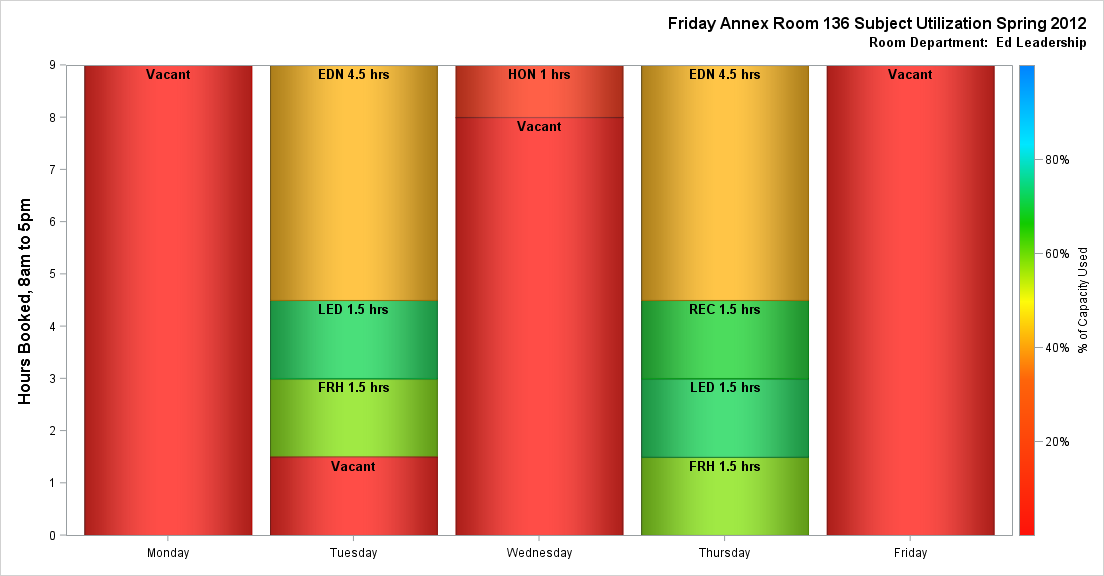 Friday Annex Room 136 Subject Utilization Spring 2012
Room Department:  Ed Leadership
Hours Booked, 8am to 5pm
9
8
7
6
5
4
3
2
1
0
Vacant
EDN 4.5 hrs
LED 1.5 hrs
FRH 1.5 hrs
Vacant
HON 1 hrs
Vacant
EDN 4.5 hrs
REC 1.5 hrs
LED 1.5 hrs
FRH 1.5 hrs
Vacant
Monday
Tuesday
Wednesday
Thursday
Friday
80%
60%
40%
20%
% of Capacity Used